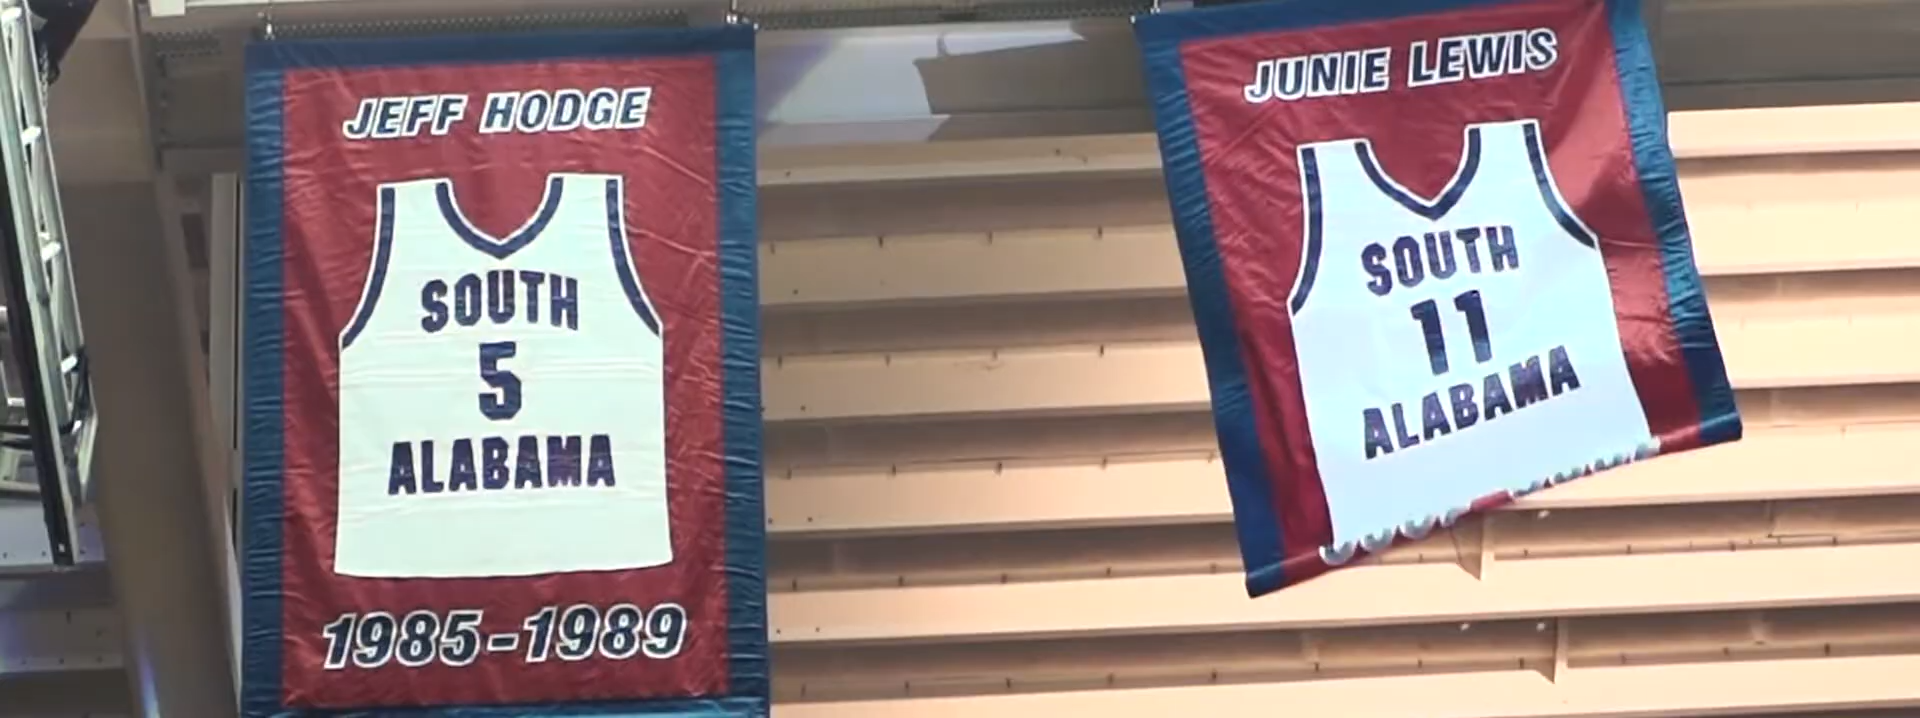 JEFF HODGE
SOUTH
5
ALABAMA
1985-1989
JUNIE LEWIS
SOUTH
11
ALABAMA